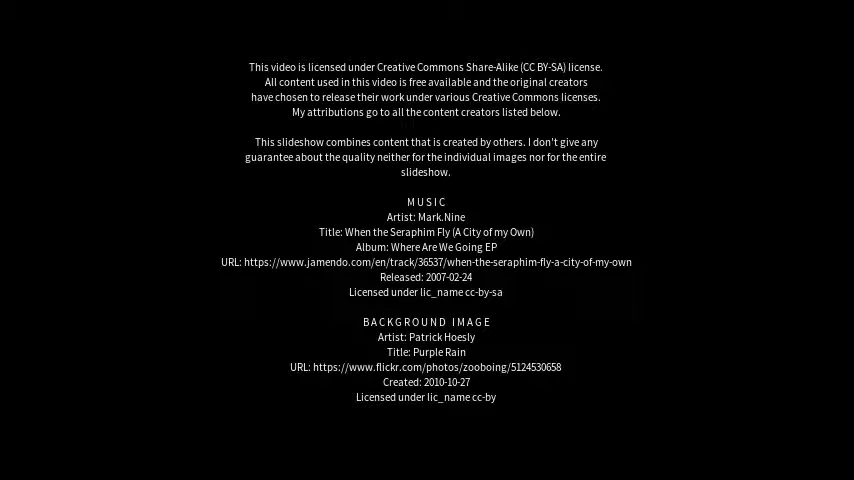 This video is licensed under Creative Commons Share-Alike (CC BY-SA) license.
All content used in this video is free available and the original creators
have chosen to release their work under various Creative Commons licenses.
My attributions go to all the content creators listed below.
This slideshow combines content that is created by others. I don't give any
guarantee about the quality neither for the individual images nor for the entire
slideshow.
MUSIC
Artist: Mark.Nine
Title: When the Seraphim Fly (A City of my Own)
Album: Where Are We Going EP
URL: https://www.jamendo.com/en/track/36537/when-the-seraphim-fly-a-city-of-my-own
Released: 2007-02-24
Licensed under lic_name cc-by-sa
BACKGROUND IMAGE
Artist: Patrick Hoesly
Title: Purple Rain
URL: https://www.flickr.com/photos/zooboing/5124530658
Created: 2010-10-27
Licensed under lic_name cc-by